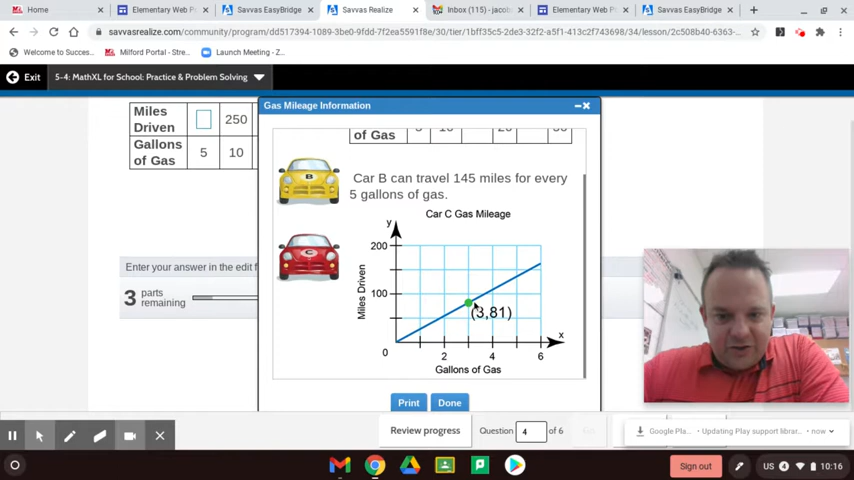 Home
Elementary Web Po
Savvas EasyBridge
Savvas Realize
Inbox (115) - jacob
Elementary Web Po
Savvas EasyBridge
savvasrealize.com/community/program/dd517394-1089-3be0-9fdd-7f2ea5591f8e/30/tier/1bff35c5-2de3-32f2-a5f1-413c2f743698/34/lesson/2c508b40-6363-...
Welcome to Succes...
Milford Portal - Stre...
Launch Meeting - Z...
Exit
5-4: MathXL for School: Practice & Problem Solving
Miles Driven 250
Gallons of Gas 5 10
Enter your answer in the edit f
3 parts remaining
Gas Mileage Information
of Gas
B
Car B can travel 145 miles for every
5 gallons of gas.
C
Car C Gas Mileage
y
200
100
0
Miles Driven
(3,81)
2 4 6
x
Gallons of Gas
Print
Done
Review progress
Question 4 of 6
Google Pla...
Updating Play support librar...
now
Sign out
US 4 10:16